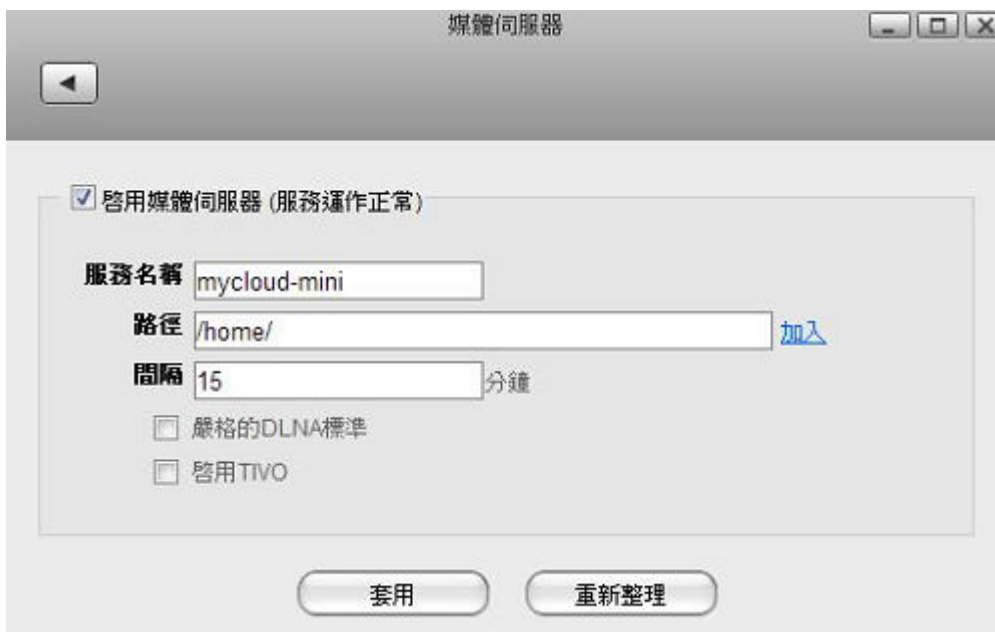 媒體伺服器
啓用媒體伺服器 (服務運作正常)
服務名稱 mycloud-mini
路徑 /home/ 加入
間隔 15 分鐘
嚴格的DLNA標準
啓用TIVO
套用 重新整理